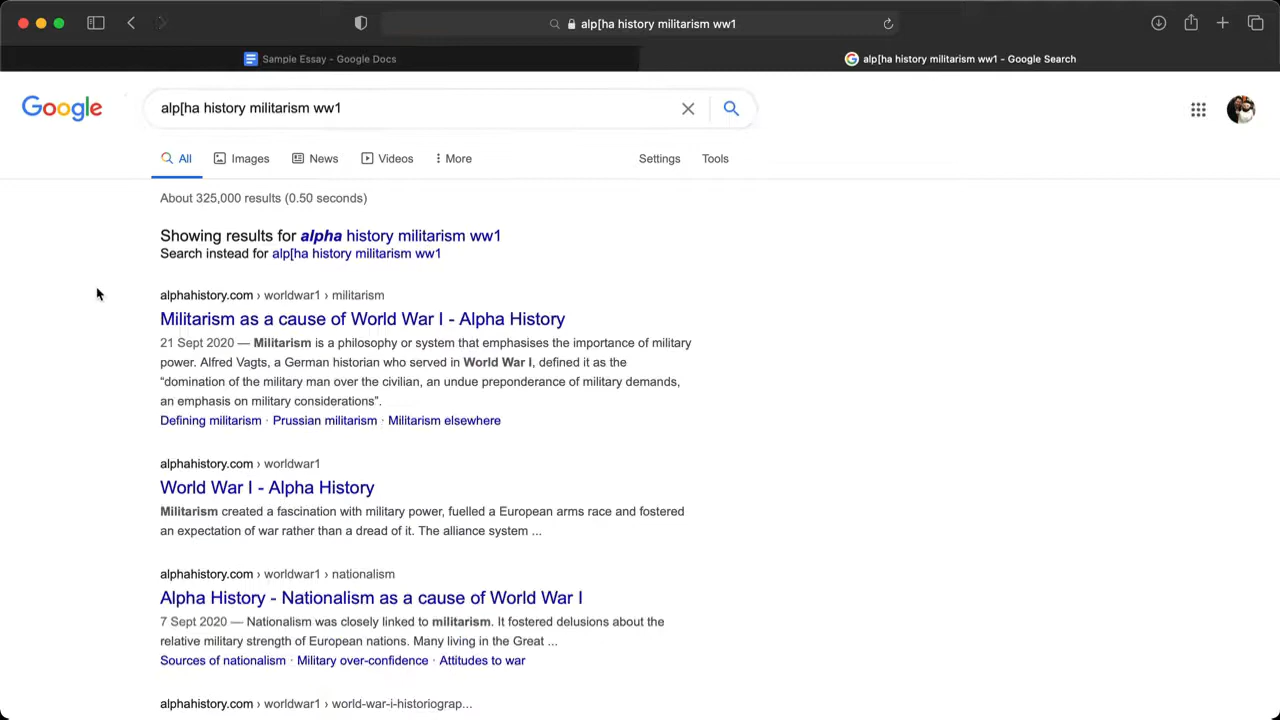 alp[ha history militarism ww1
Sample Essay - Google Docs
alp[ha history militarism ww1 - Google Search
Google
alp[ha history militarism ww1
All
Images
News
Videos
More
Settings
Tools
About 325,000 results (0.50 seconds)
Showing results for alpha history militarism ww1
Search instead for alp[ha history militarism ww1
alphahistory.com › worldwar1 › militarism
Militarism as a cause of World War I - Alpha History
21 Sept 2020 — Militarism is a philosophy or system that emphasises the importance of military
power. Alfred Vagts, a German historian who served in World War I, defined it as the
“domination of the military man over the civilian, an undue preponderance of military demands,
an emphasis on military considerations”.
Defining militarism · Prussian militarism · Militarism elsewhere
alphahistory.com › worldwar1
World War I - Alpha History
Militarism created a fascination with military power, fuelled a European arms race and fostered
an expectation of war rather than a dread of it. The alliance system ...
alphahistory.com › worldwar1 › nationalism
Alpha History - Nationalism as a cause of World War I
7 Sept 2020 — Nationalism was closely linked to militarism. It fostered delusions about the
relative military strength of European nations. Many living in the Great ...
Sources of nationalism · Military over-confidence · Attitudes to war
alphahistory.com › worldwar1 › world-war-i-historiograp...